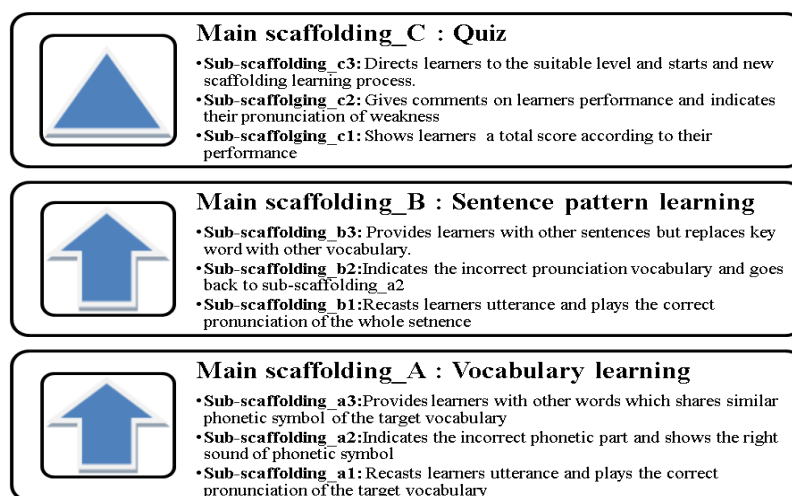 Main scaffolding_C : Quiz
•Sub-scaffolding_c3: Directs learners to the suitable level and starts and new
scaffolding learning process.
•Sub-scaffolging_c2: Gives comments on learners performance and indicates
their pronunciation of weakness
•Sub-scaffolging_c1: Shows learners a total score according to their
performance
Main scaffolding_B : Sentence pattern learning
•Sub-scaffolding_b3: Provides learners with other sentences but replaces key
word with other vocabulary.
•Sub-scaffolding_b2:Indicates the incorrect prounciation vocabulary and goes
back to sub-scaffolding_a2
•Sub-scaffolding_b1:Recasts learners utterance and plays the correct
pronunciation of the whole setnence
Main scaffolding_A : Vocabulary learning
•Sub-scaffolding_a3:Provides learners with other words which shares similar
phonetic symbol of the target vocabulary
•Sub-scaffolding_a2:Indicates the incorrect phonetic part and shows the right
sound of phonetic symbol
•Sub-scaffolding_a1: Recasts learners utterance and plays the correct
pronunciation of the target vocabulary